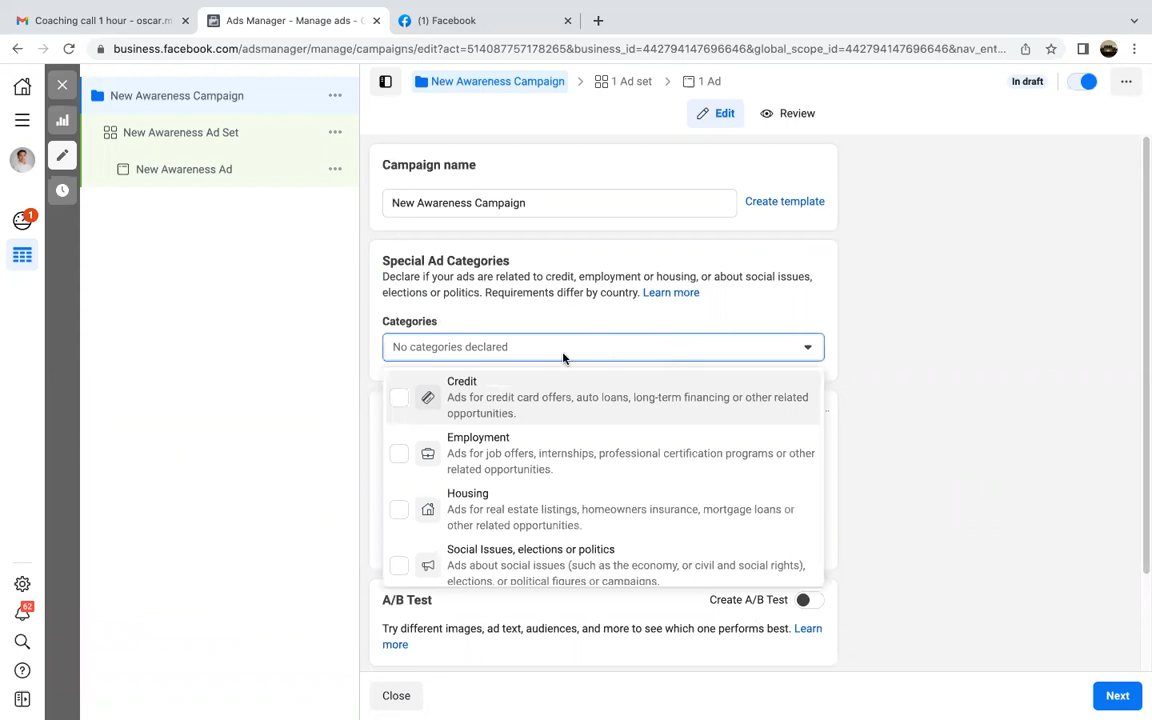 Coaching call 1 hour - oscar.m
Ads Manager - Manage ads - C
(1) Facebook
business.facebook.com/adsmanager/manage/campaigns/edit?act=514087757178265&business_id=442794147696646&global_scope_id=442794147696646&nav_ent...
New Awareness Campaign
New Awareness Ad Set
New Awareness Ad
1
62
New Awareness Campaign
1 Ad set
1 Ad
In draft
Edit
Review
Campaign name
New Awareness Campaign
Create template
Special Ad Categories
Declare if your ads are related to credit, employment or housing, or about social issues,
elections or politics. Requirements differ by country. Learn more
Categories
No categories declared
Credit
Ads for credit card offers, auto loans, long-term financing or other related
opportunities.
Employment
Ads for job offers, internships, professional certification programs or other
related opportunities.
Housing
Ads for real estate listings, homeowners insurance, mortgage loans or
other related opportunities.
Social Issues, elections or politics
Ads about social issues (such as the economy, or civil and social rights),
elections, or political figures or campaigns.
A/B Test
Create A/B Test
Try different images, ad text, audiences, and more to see which one performs best. Learn
more
Close
Next